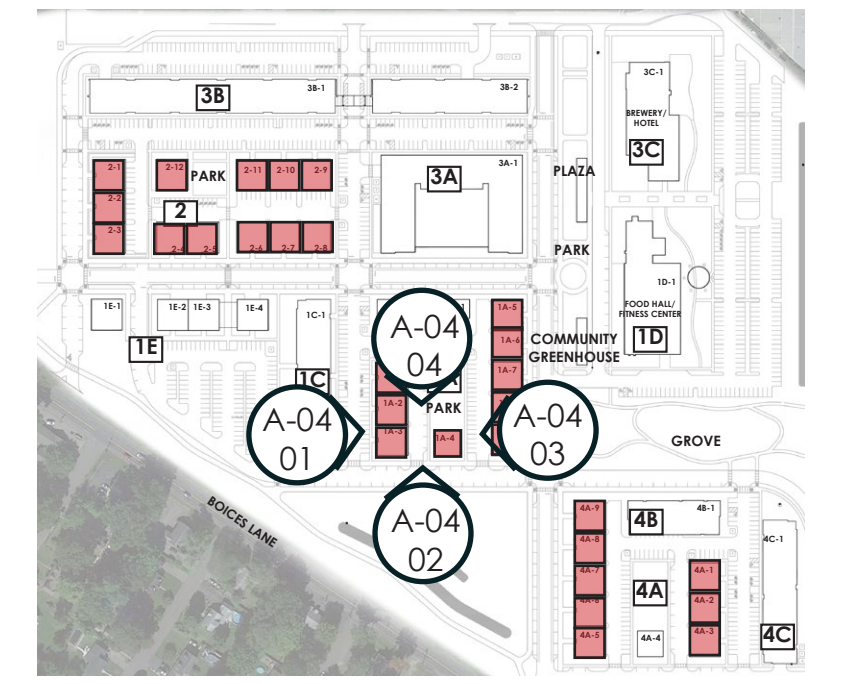 3B
3B-1
3B-2
3C-1
BREWERY/
HOTEL
3C
2-1
2-2
2-3
2-12
PARK
2
2-4
2-5
2-11
2-10
2-9
2-6
2-7
2-8
3A
3A-1
PLAZA
PARK
1D-1
FOOD HALL/
FITNESS CENTER
1D
1E-1
1E-2
1E-3
1E-4
1E
1C-1
1C
A-04
04
PARK
1A-2
1A-3
1A-4
1A-5
1A-6
1A-7
COMMUNITY
GREENHOUSE
A-04
01
A-04
03
A-04
02
GROVE
BOICES LANE
4A-9
4A-8
4A-7
4A-6
4A-5
4B
4B-1
4A
4A-4
4A-1
4A-2
4A-3
4C-1
4C